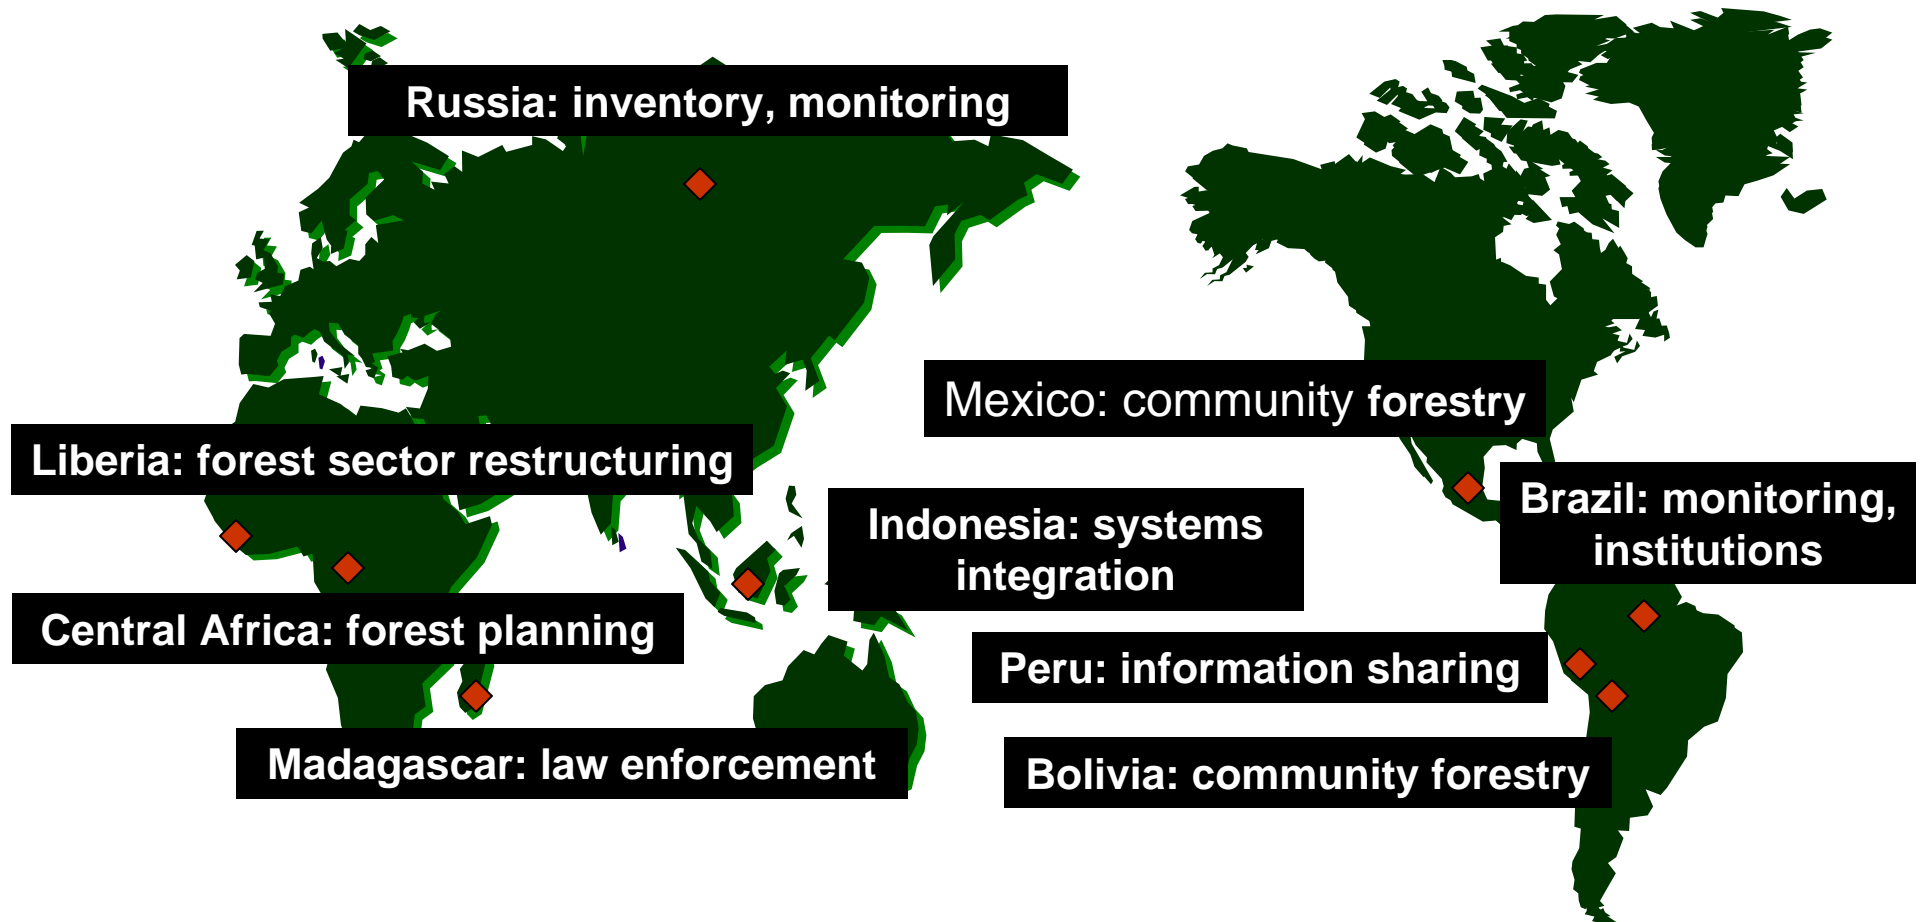 Russia: inventory, monitoring
Mexico: community forestry
Liberia: forest sector restructuring
Brazil: monitoring,
institutions
Indonesia: systems
integration
Central Africa: forest planning
Peru: information sharing
Madagascar: law enforcement
Bolivia: community forestry